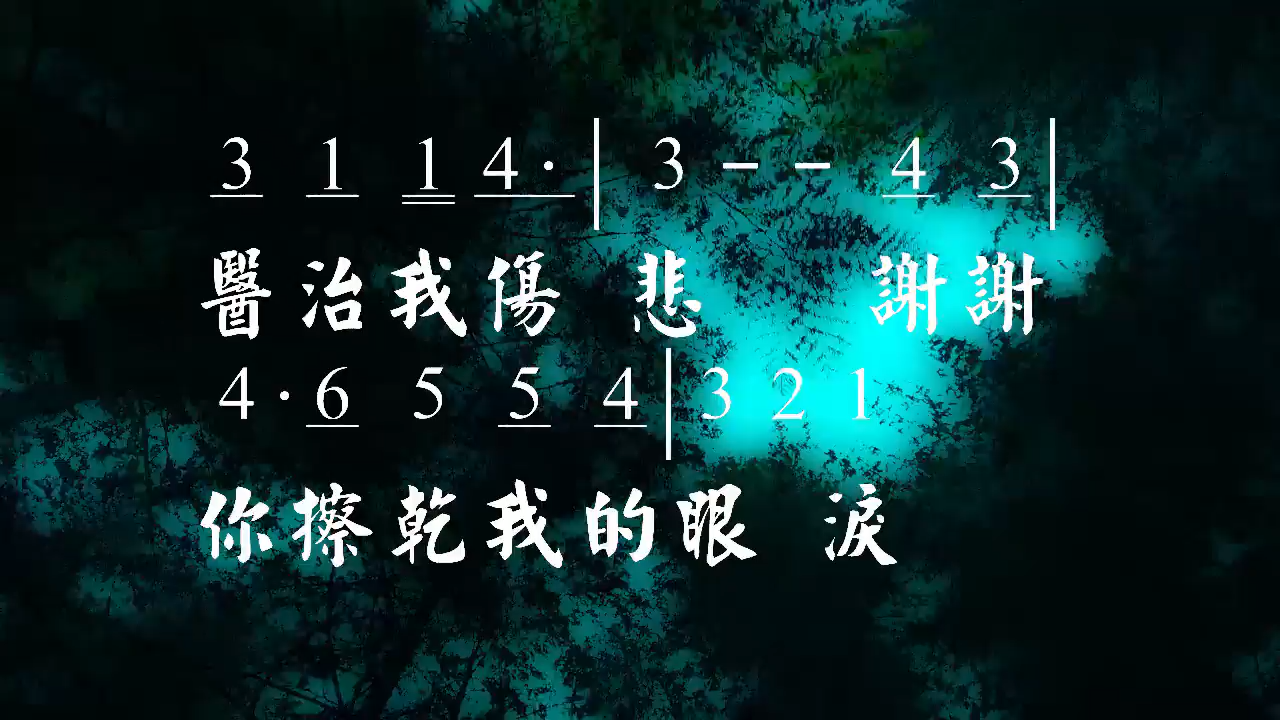 3 1 1 4· | 3 – – 4 3 |
醫治我傷 悲 謝謝
4· 6 5 5 4 | 3 2 1
你擦乾我的眼 淚